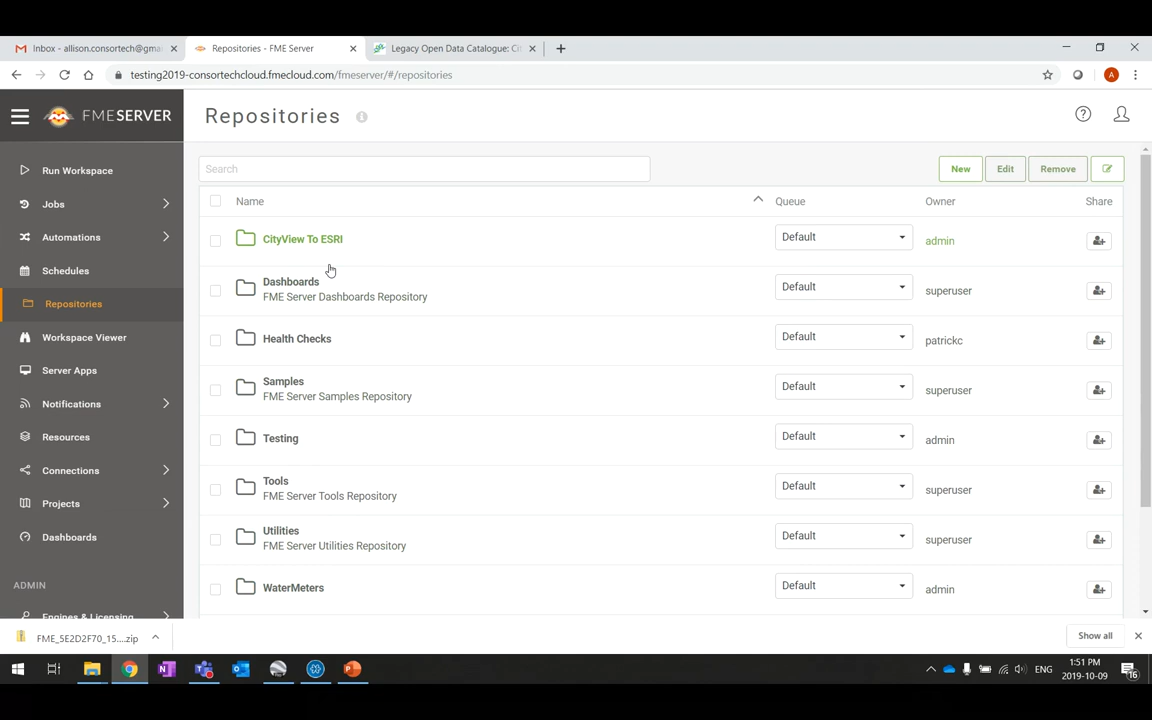 Inbox - allison.consortech@gma
Repositories - FME Server
Legacy Open Data Catalogue: Ci
testing2019-consortechcloud.fmecloud.com/fmeserver/#/repositories
A
FMESERVER
Repositories
Run Workspace
Jobs
Automations
Schedules
Repositories
Workspace Viewer
Server Apps
Notifications
Resources
Connections
Projects
Dashboards
ADMIN
Engines & Licensing
Search
New
Edit
Remove
Name
Queue
Owner
Share
CityView To ESRI
Default
admin
Dashboards
FME Server Dashboards Repository
Default
superuser
Health Checks
Default
patrickc
Samples
FME Server Samples Repository
Default
superuser
Testing
Default
admin
Tools
FME Server Tools Repository
Default
superuser
Utilities
FME Server Utilities Repository
Default
superuser
WaterMeters
Default
admin
FME_5E2D2F70_15....zip
Show all
ENG
1:51 PM
2019-10-09
16